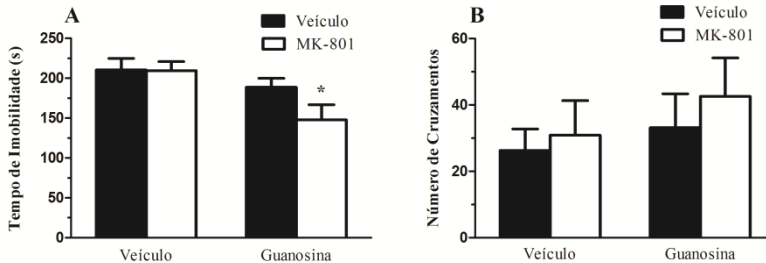 A
Veículo
MK-801
Tempo de Imobilidade (s)
250
200
150
100
50
0
*
Veículo
Guanosina
B
Veículo
MK-801
Número de Cruzamentos
60
40
20
0
Veículo
Guanosina